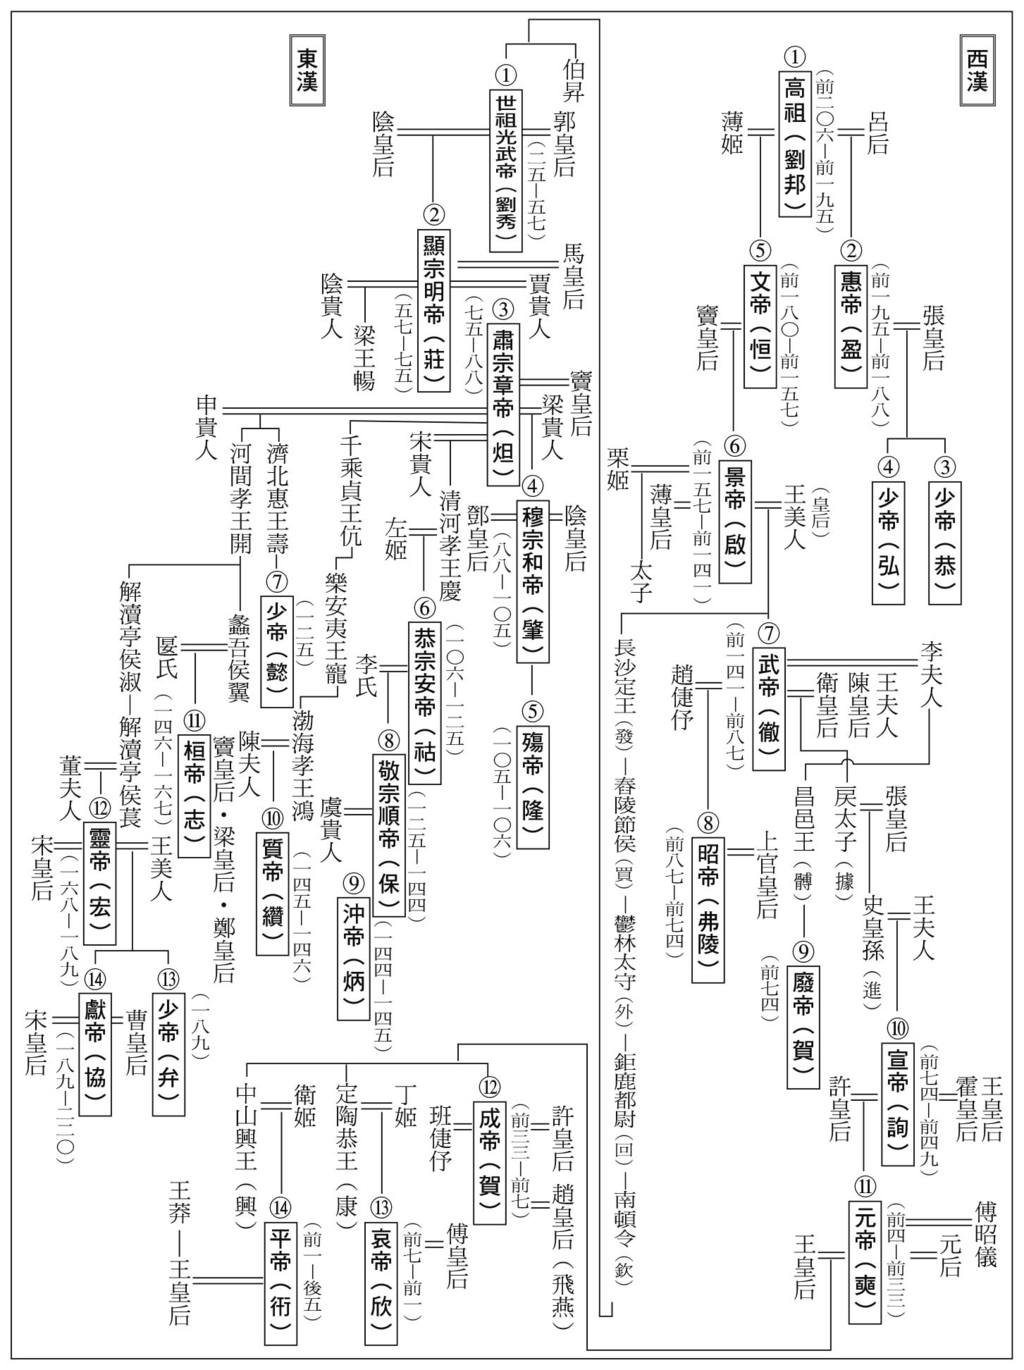 西漢
①
高祖（劉邦）
（前二〇六－前一九五）
呂后
薄姬
②
惠帝（盈）
（前一九五－前一八八）
張皇后
③
少帝（恭）
④
少帝（弘）
⑤
文帝（恒）
（前一八〇－前一五七）
竇皇后
⑥
景帝（啟）
（前一五七－前一四一）
王美人
（皇后）
薄皇后
栗姬
太子
⑦
武帝（徹）
（前一四一－前八七）
李夫人
王夫人
陳皇后
衛皇后
趙倢伃
長沙定王（發）－舂陵節侯（買）－鬱林太守（外）－鉅鹿都尉（回）－南頓令（欽）
張皇后
戾太子（據）
昌邑王（髆）
⑧
昭帝（弗陵）
（前八七－前七四）
上官皇后
王夫人
史皇孫（進）
⑨
廢帝（賀）
（前七四）
⑩
宣帝（詢）
（前七四－前四九）
王皇后
霍皇后
許皇后
⑪
元帝（奭）
（前四－前三三）
傅昭儀
元后
王皇后
⑫
成帝（賀）
（前三三－前七）
許皇后
趙皇后（飛燕）
班倢伃
丁姬
定陶恭王（康）
⑬
哀帝（欣）
（前七－前一）
傅皇后
衛姬
中山興王（興）
⑭
平帝（衎）
（前一－後五）
王莽－王皇后
東漢
伯昇
①
世祖光武帝（劉秀）
（二五－五七）
郭皇后
陰皇后
②
顯宗明帝（莊）
（五七－七五）
馬皇后
賈貴人
陰貴人
梁王暢
③
肅宗章帝（炟）
（七五－八八）
竇皇后
梁貴人
宋貴人
申貴人
清河孝王慶
千乘貞王伉
濟北惠王壽
河間孝王開
④
穆宗和帝（肇）
（八八－一〇五）
陰皇后
鄧皇后
⑤
殤帝（隆）
（一〇五－一〇六）
左姬
⑥
恭宗安帝（祜）
（一〇六－一二五）
李氏
樂安夷王寵
⑦
少帝（懿）
（一二五）
⑧
敬宗順帝（保）
（一二五－一四四）
虞貴人
⑨
沖帝（炳）
（一四四－一四五）
渤海孝王鴻
陳夫人
⑩
質帝（纘）
（一四五－一四六）
蠡吾侯翼
匽氏
⑪
桓帝（志）
（一四六－一六七）
竇皇后・梁皇后・鄭皇后
解瀆亭侯淑－解瀆亭侯萇
董夫人
⑫
靈帝（宏）
（一六八－一八九）
王美人
宋皇后
⑬
少帝（弁）
（一八九）
⑭
獻帝（協）
（一八九－二二〇）
曹皇后
宋皇后